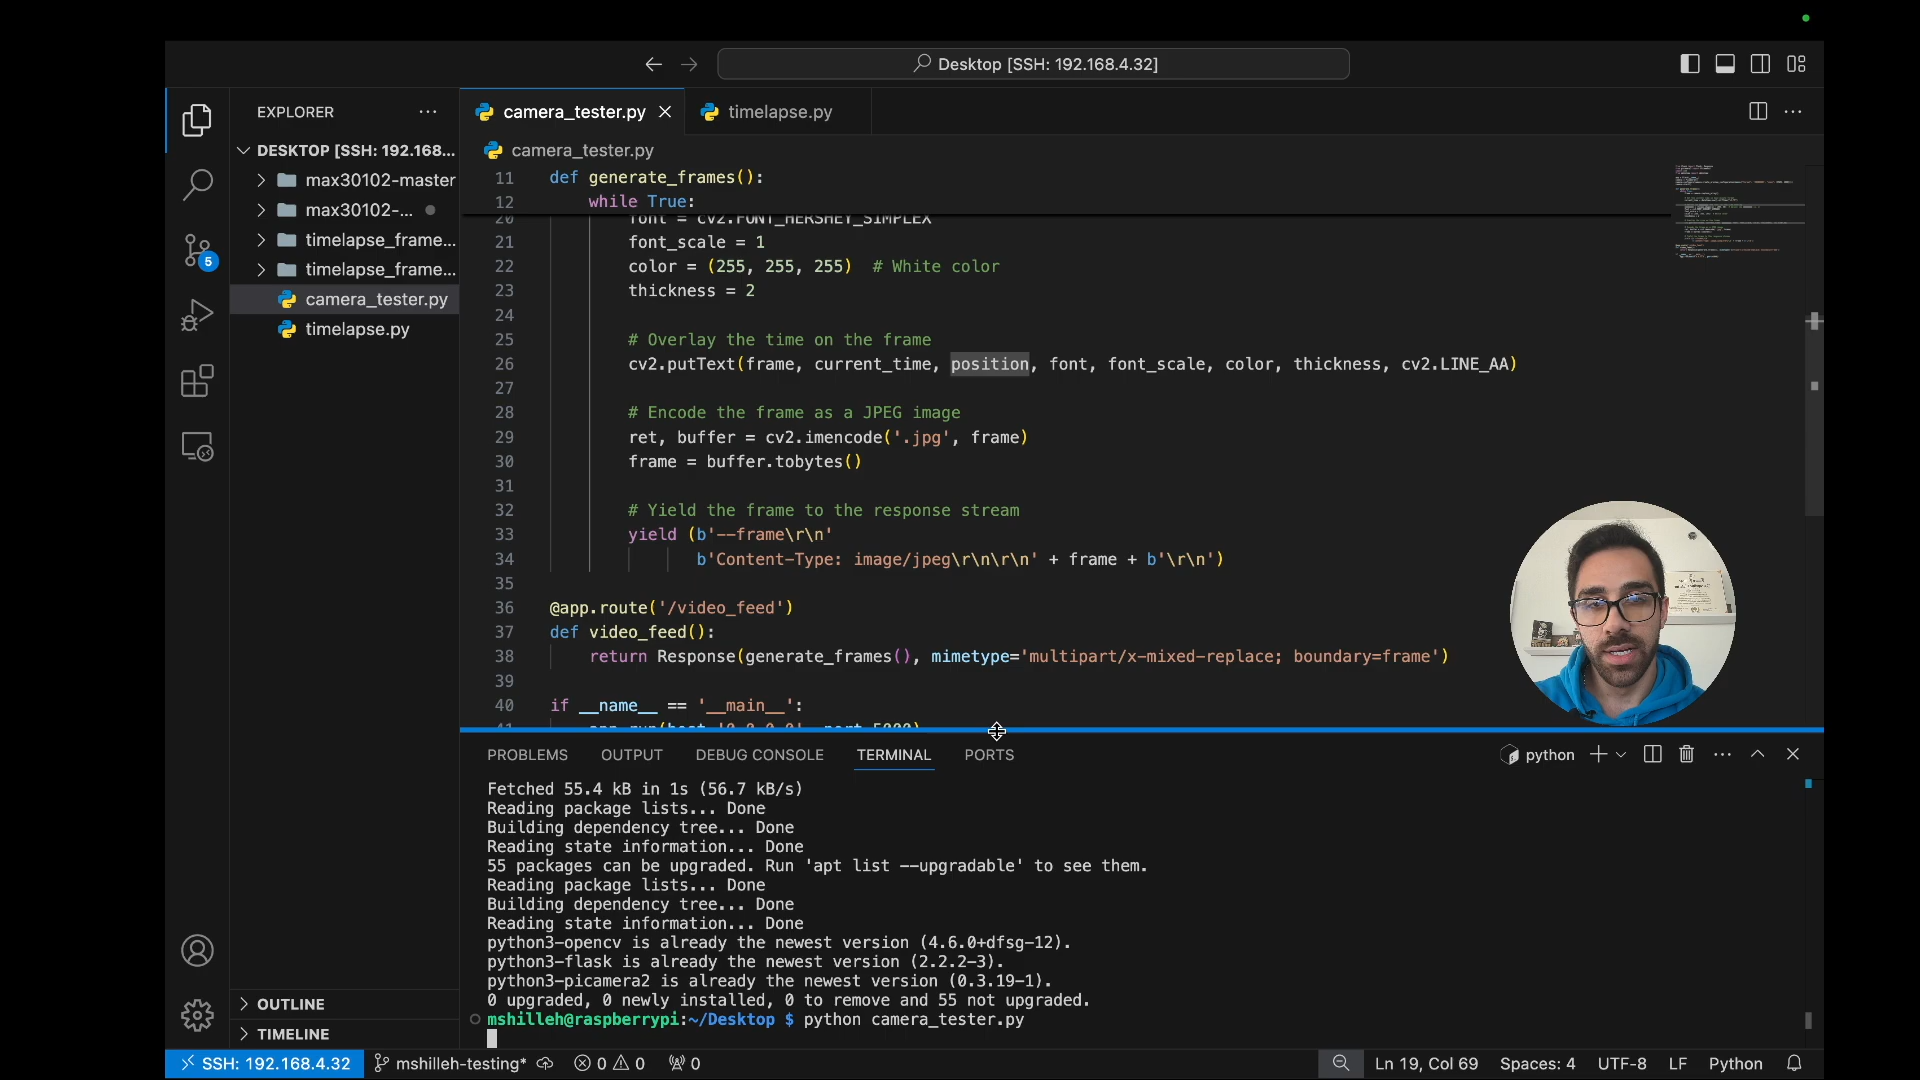 Desktop [SSH: 192.168.4.32]
EXPLORER
camera_tester.py
timelapse.py
DESKTOP [SSH: 192.168...
max30102-master
max30102-...
timelapse_frame...
timelapse_frame...
camera_tester.py
timelapse.py
5
OUTLINE
TIMELINE
camera_tester.py
11 def generate_frames():
12 while True:
20 font = cv2.FONT_HERSHEY_SIMPLEX
21 font_scale = 1
22 color = (255, 255, 255) # White color
23 thickness = 2
24
25 # Overlay the time on the frame
26 cv2.putText(frame, current_time, position, font, font_scale, color, thickness, cv2.LINE_AA)
27
28 # Encode the frame as a JPEG image
29 ret, buffer = cv2.imencode('.jpg', frame)
30 frame = buffer.tobytes()
31
32 # Yield the frame to the response stream
33 yield (b'--frame\r\n'
34 b'Content-Type: image/jpeg\r\n\r\n' + frame + b'\r\n')
35
36 @app.route('/video_feed')
37 def video_feed():
38 return Response(generate_frames(), mimetype='multipart/x-mixed-replace; boundary=frame')
39
40 if __name__ == '__main__':
41 app.run(host='0.0.0.0', port=5000)
PROBLEMS OUTPUT DEBUG CONSOLE TERMINAL PORTS
python
Fetched 55.4 kB in 1s (56.7 kB/s)
Reading package lists... Done
Building dependency tree... Done
Reading state information... Done
55 packages can be upgraded. Run 'apt list --upgradable' to see them.
Reading package lists... Done
Building dependency tree... Done
Reading state information... Done
python3-opencv is already the newest version (4.6.0+dfsg-12).
python3-flask is already the newest version (2.2.2-3).
python3-picamera2 is already the newest version (0.3.19-1).
0 upgraded, 0 newly installed, 0 to remove and 55 not upgraded.
mshilleh@raspberrypi:~/Desktop $ python camera_tester.py
SSH: 192.168.4.32 mshilleh-testing* 0 0 0 Ln 19, Col 69 Spaces: 4 UTF-8 LF Python